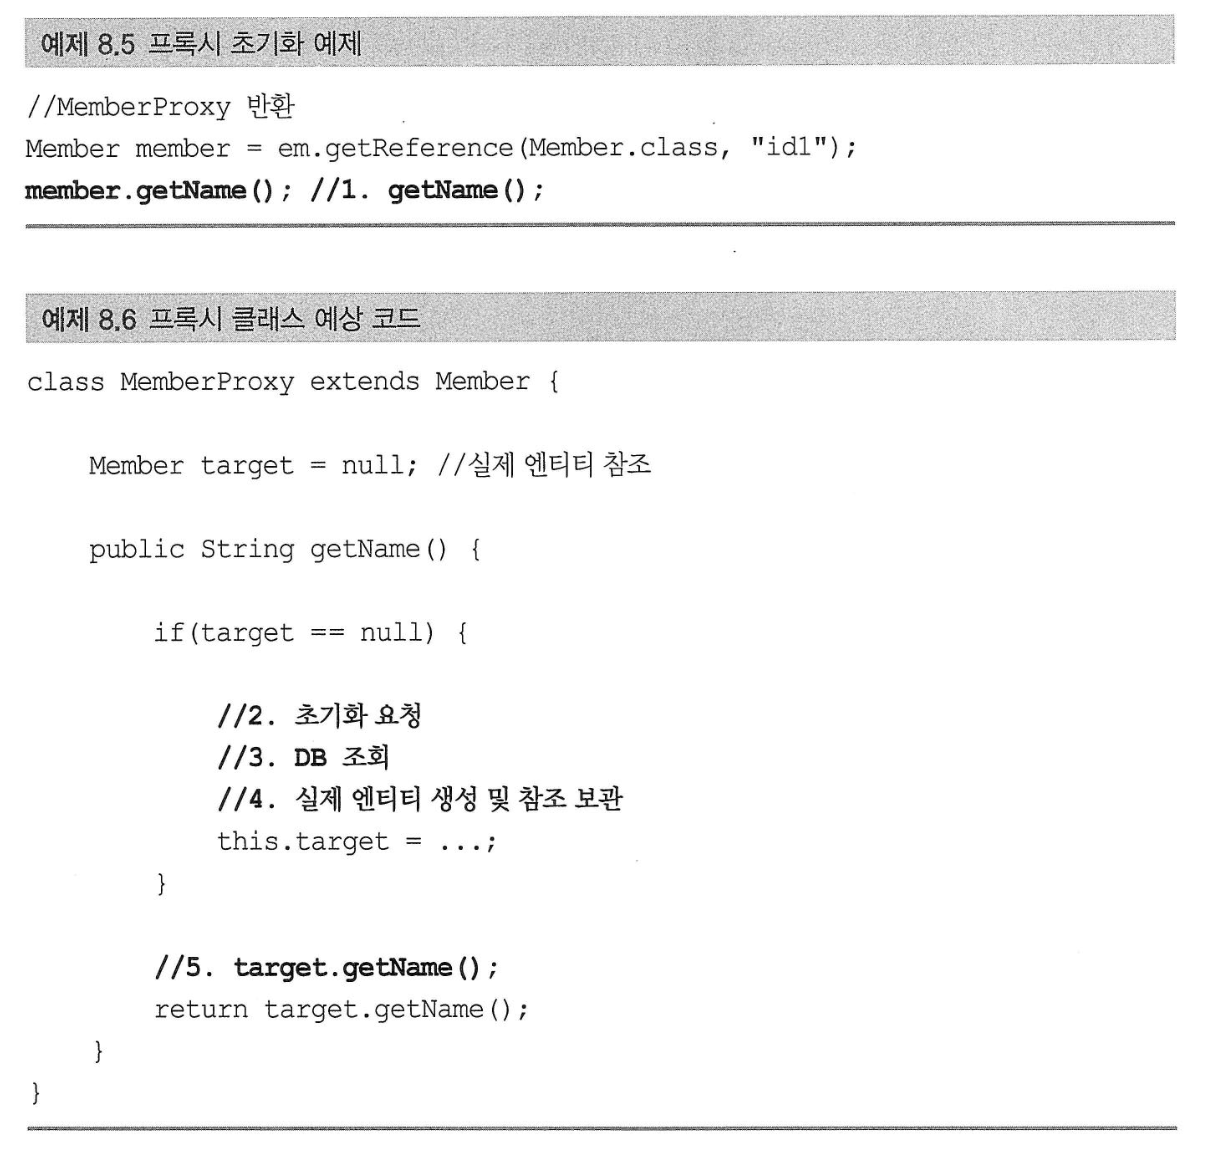 예제 8.5 프록시 초기화 예제
//MemberProxy 반환
Member member = em.getReference(Member.class, "id1");
member.getName(); //1. getName();
예제 8.6 프록시 클래스 예상 코드
class MemberProxy extends Member {
Member target = null; //실제 엔티티 참조
public String getName() {
if(target == null) {
//2. 초기화 요청
//3. DB 조회
//4. 실제 엔티티 생성 및 참조 보관
this.target = ...;
}
//5. target.getName();
return target.getName();
}
}